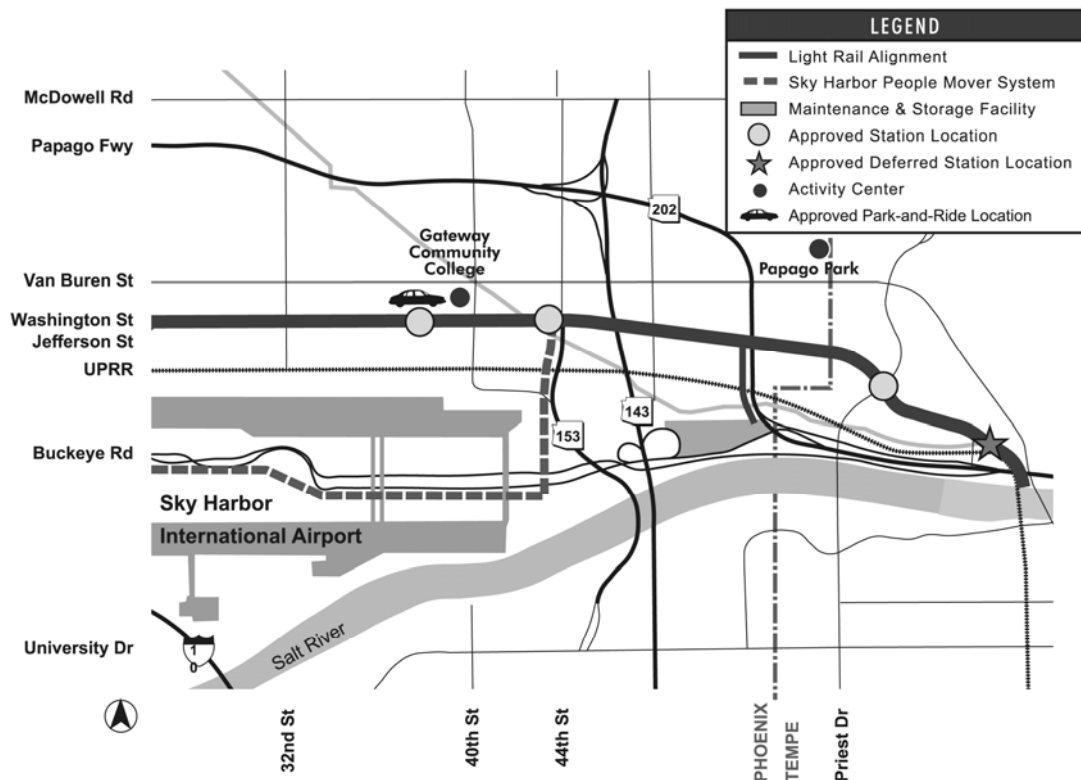 LEGEND
Light Rail Alignment
Sky Harbor People Mover System
Maintenance & Storage Facility
Approved Station Location
Approved Deferred Station Location
Activity Center
Approved Park-and-Ride Location
McDowell Rd
Papago Fwy
202
Gateway
Community
College
Papago Park
Van Buren St
Washington St
Jefferson St
UPRR
143
153
Buckeye Rd
Sky Harbor
International Airport
University Dr
Salt River
1
0
32nd St
40th St
44th St
PHOENIX
TEMPE
Priest Dr